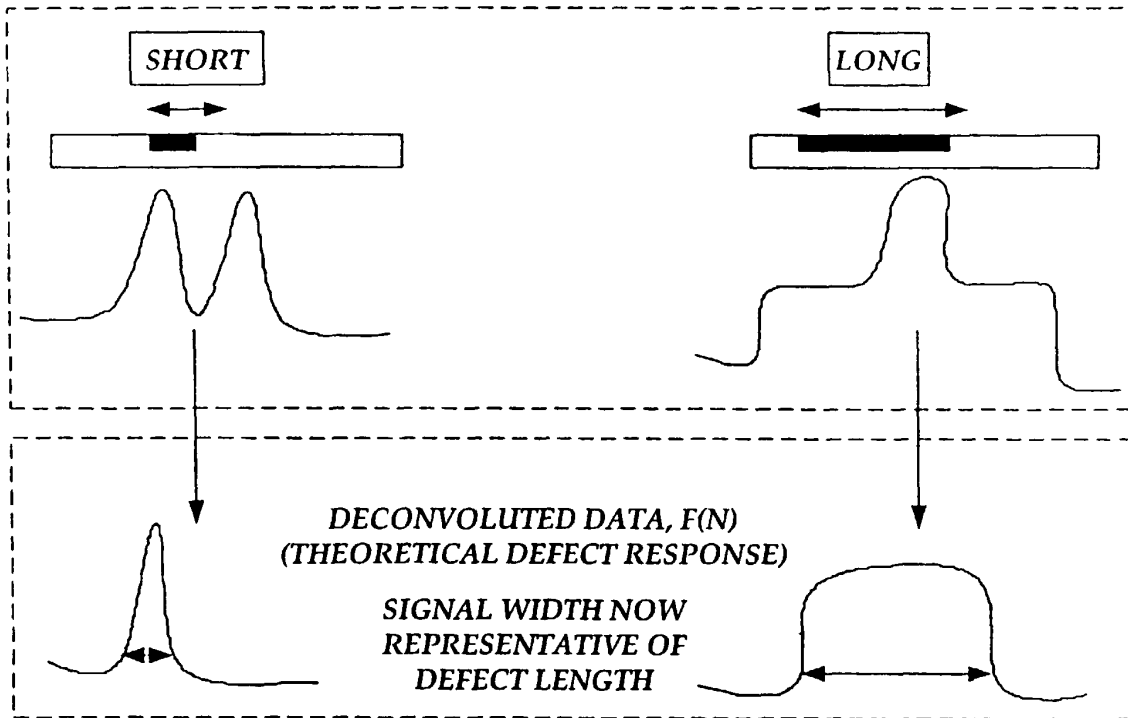 SHORT
LONG
DECONVOLUTED DATA, F(N)
(THEORETICAL DEFECT RESPONSE)
SIGNAL WIDTH NOW
REPRESENTATIVE OF
DEFECT LENGTH